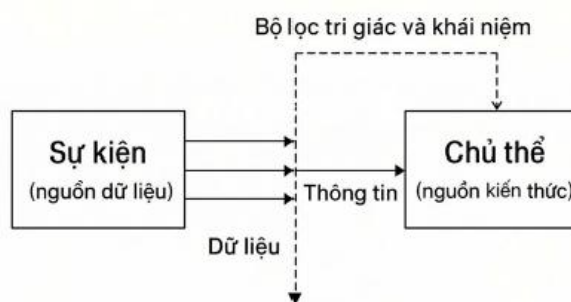 Bộ lọc tri giác và khái niệm
Sự kiện
(nguồn dữ liệu)
Thông tin
Chủ thể
(nguồn kiến thức)
Dữ liệu